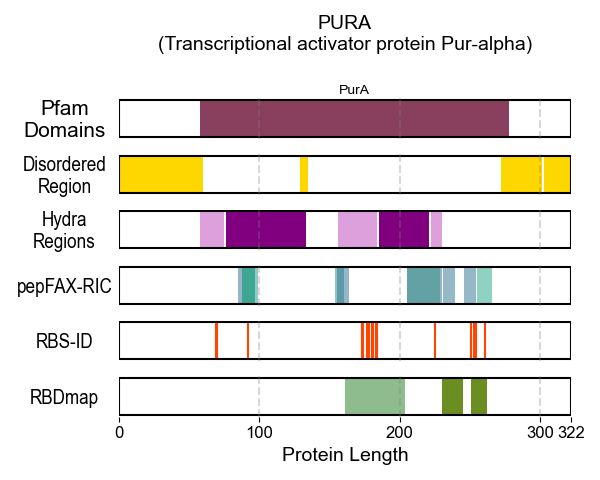 PURA
(Transcriptional activator protein Pur-alpha)
PurA
Pfam
Domains
Disordered
Region
Hydra
Regions
pepFAX-RIC
RBS-ID
RBDmap
0 100 200 300 322
Protein Length